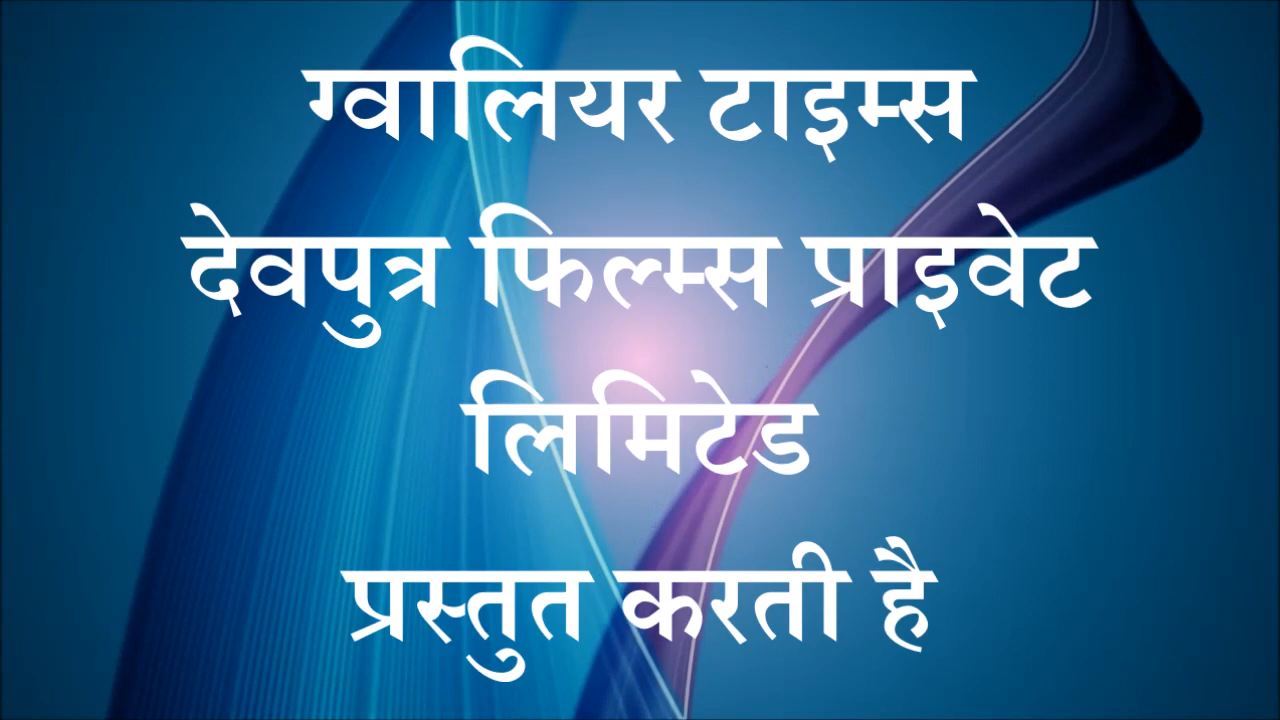 ग्वालियर टाइम्स
देवपुत्र फिल्म्स प्राइवेट
लिमिटेड
प्रस्तुत करती है